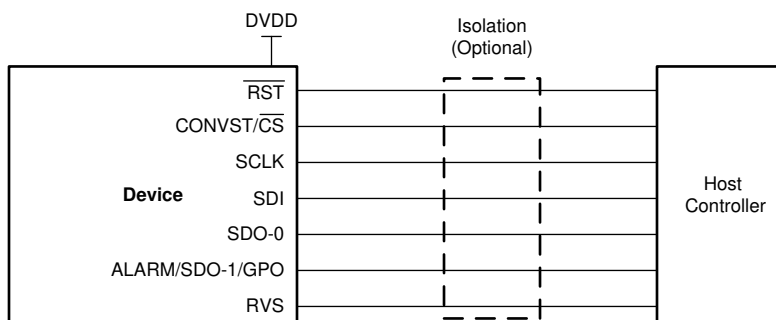 DVDD
Isolation
(Optional)
RST
CONVST/CS
SCLK
Device
SDI
Host
Controller
SDO-0
ALARM/SDO-1/GPO
RVS